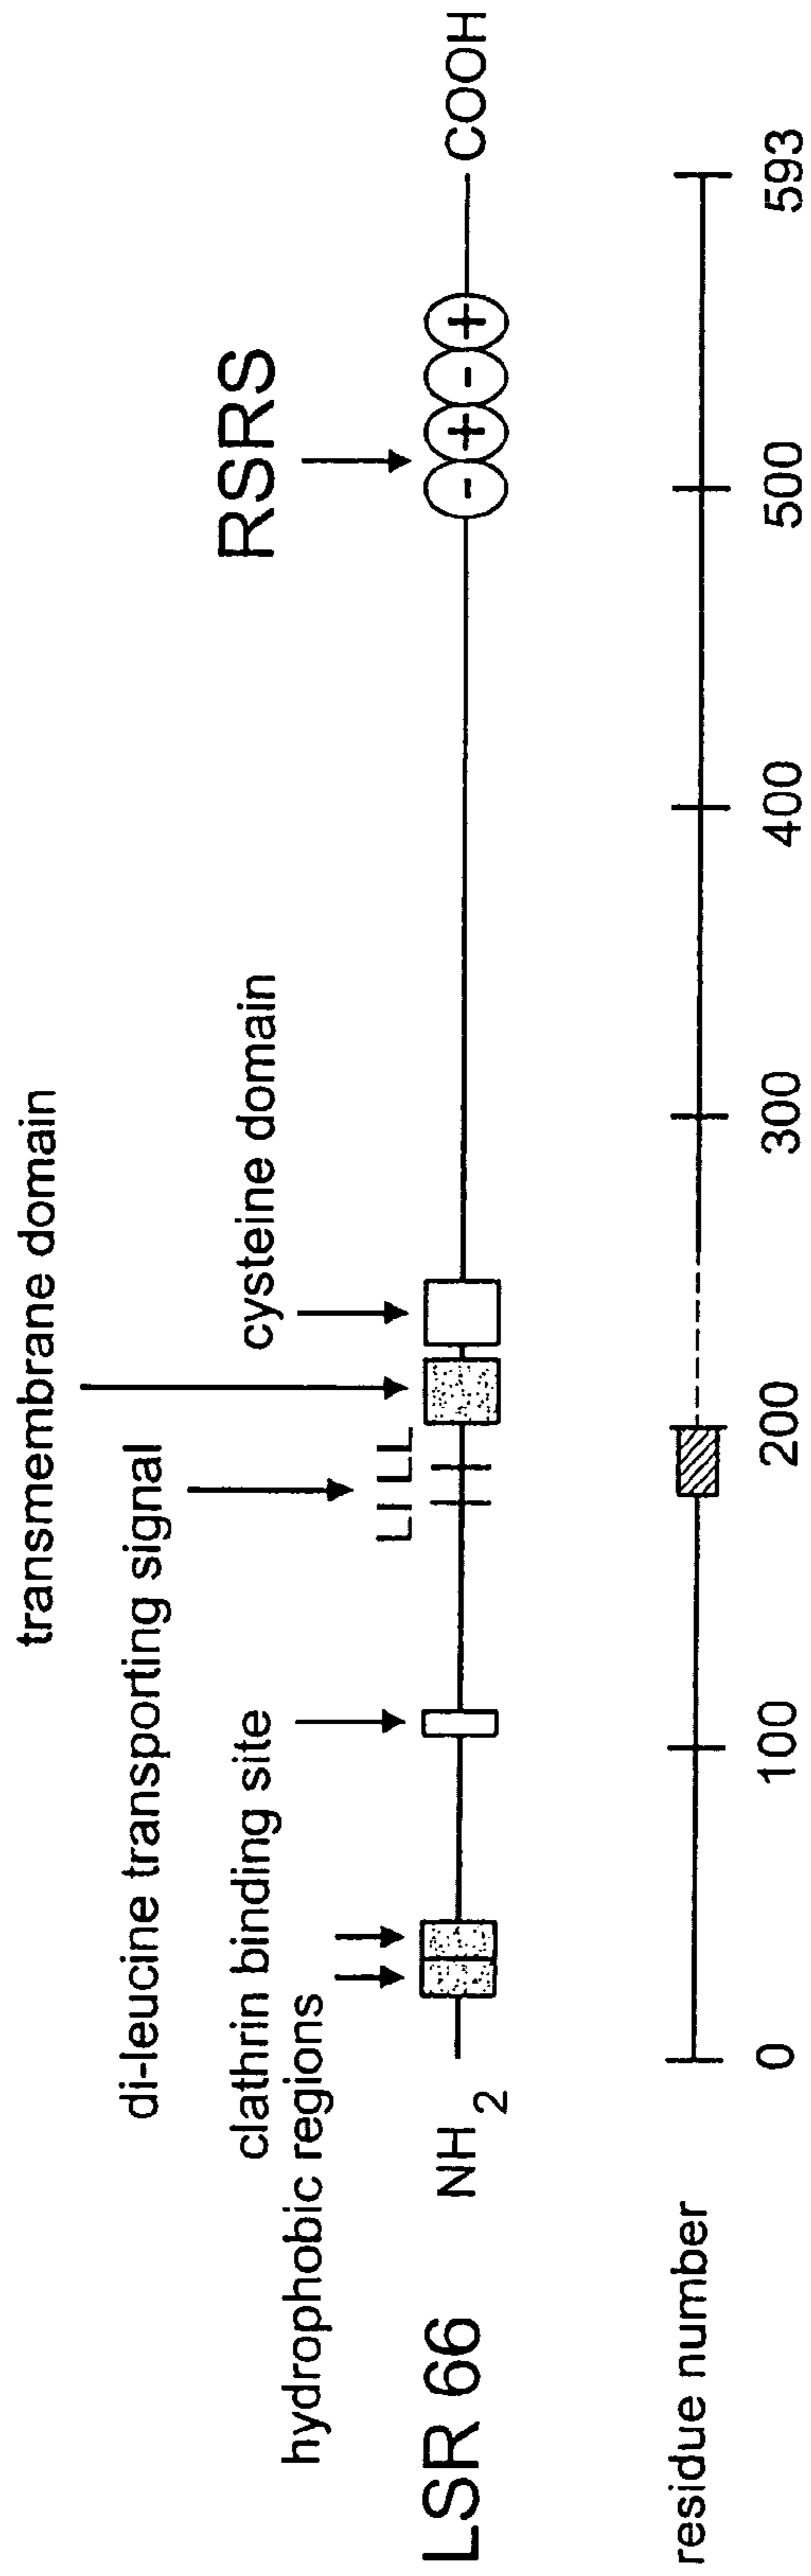 transmembrane domain
di-leucine transporting signal
clathrin binding site
cysteine domain
RSRS
hydrophobic regions
LI LL
LSR 66
NH2
- + - +
COOH
residue number
0 100 200 300 400 500 593